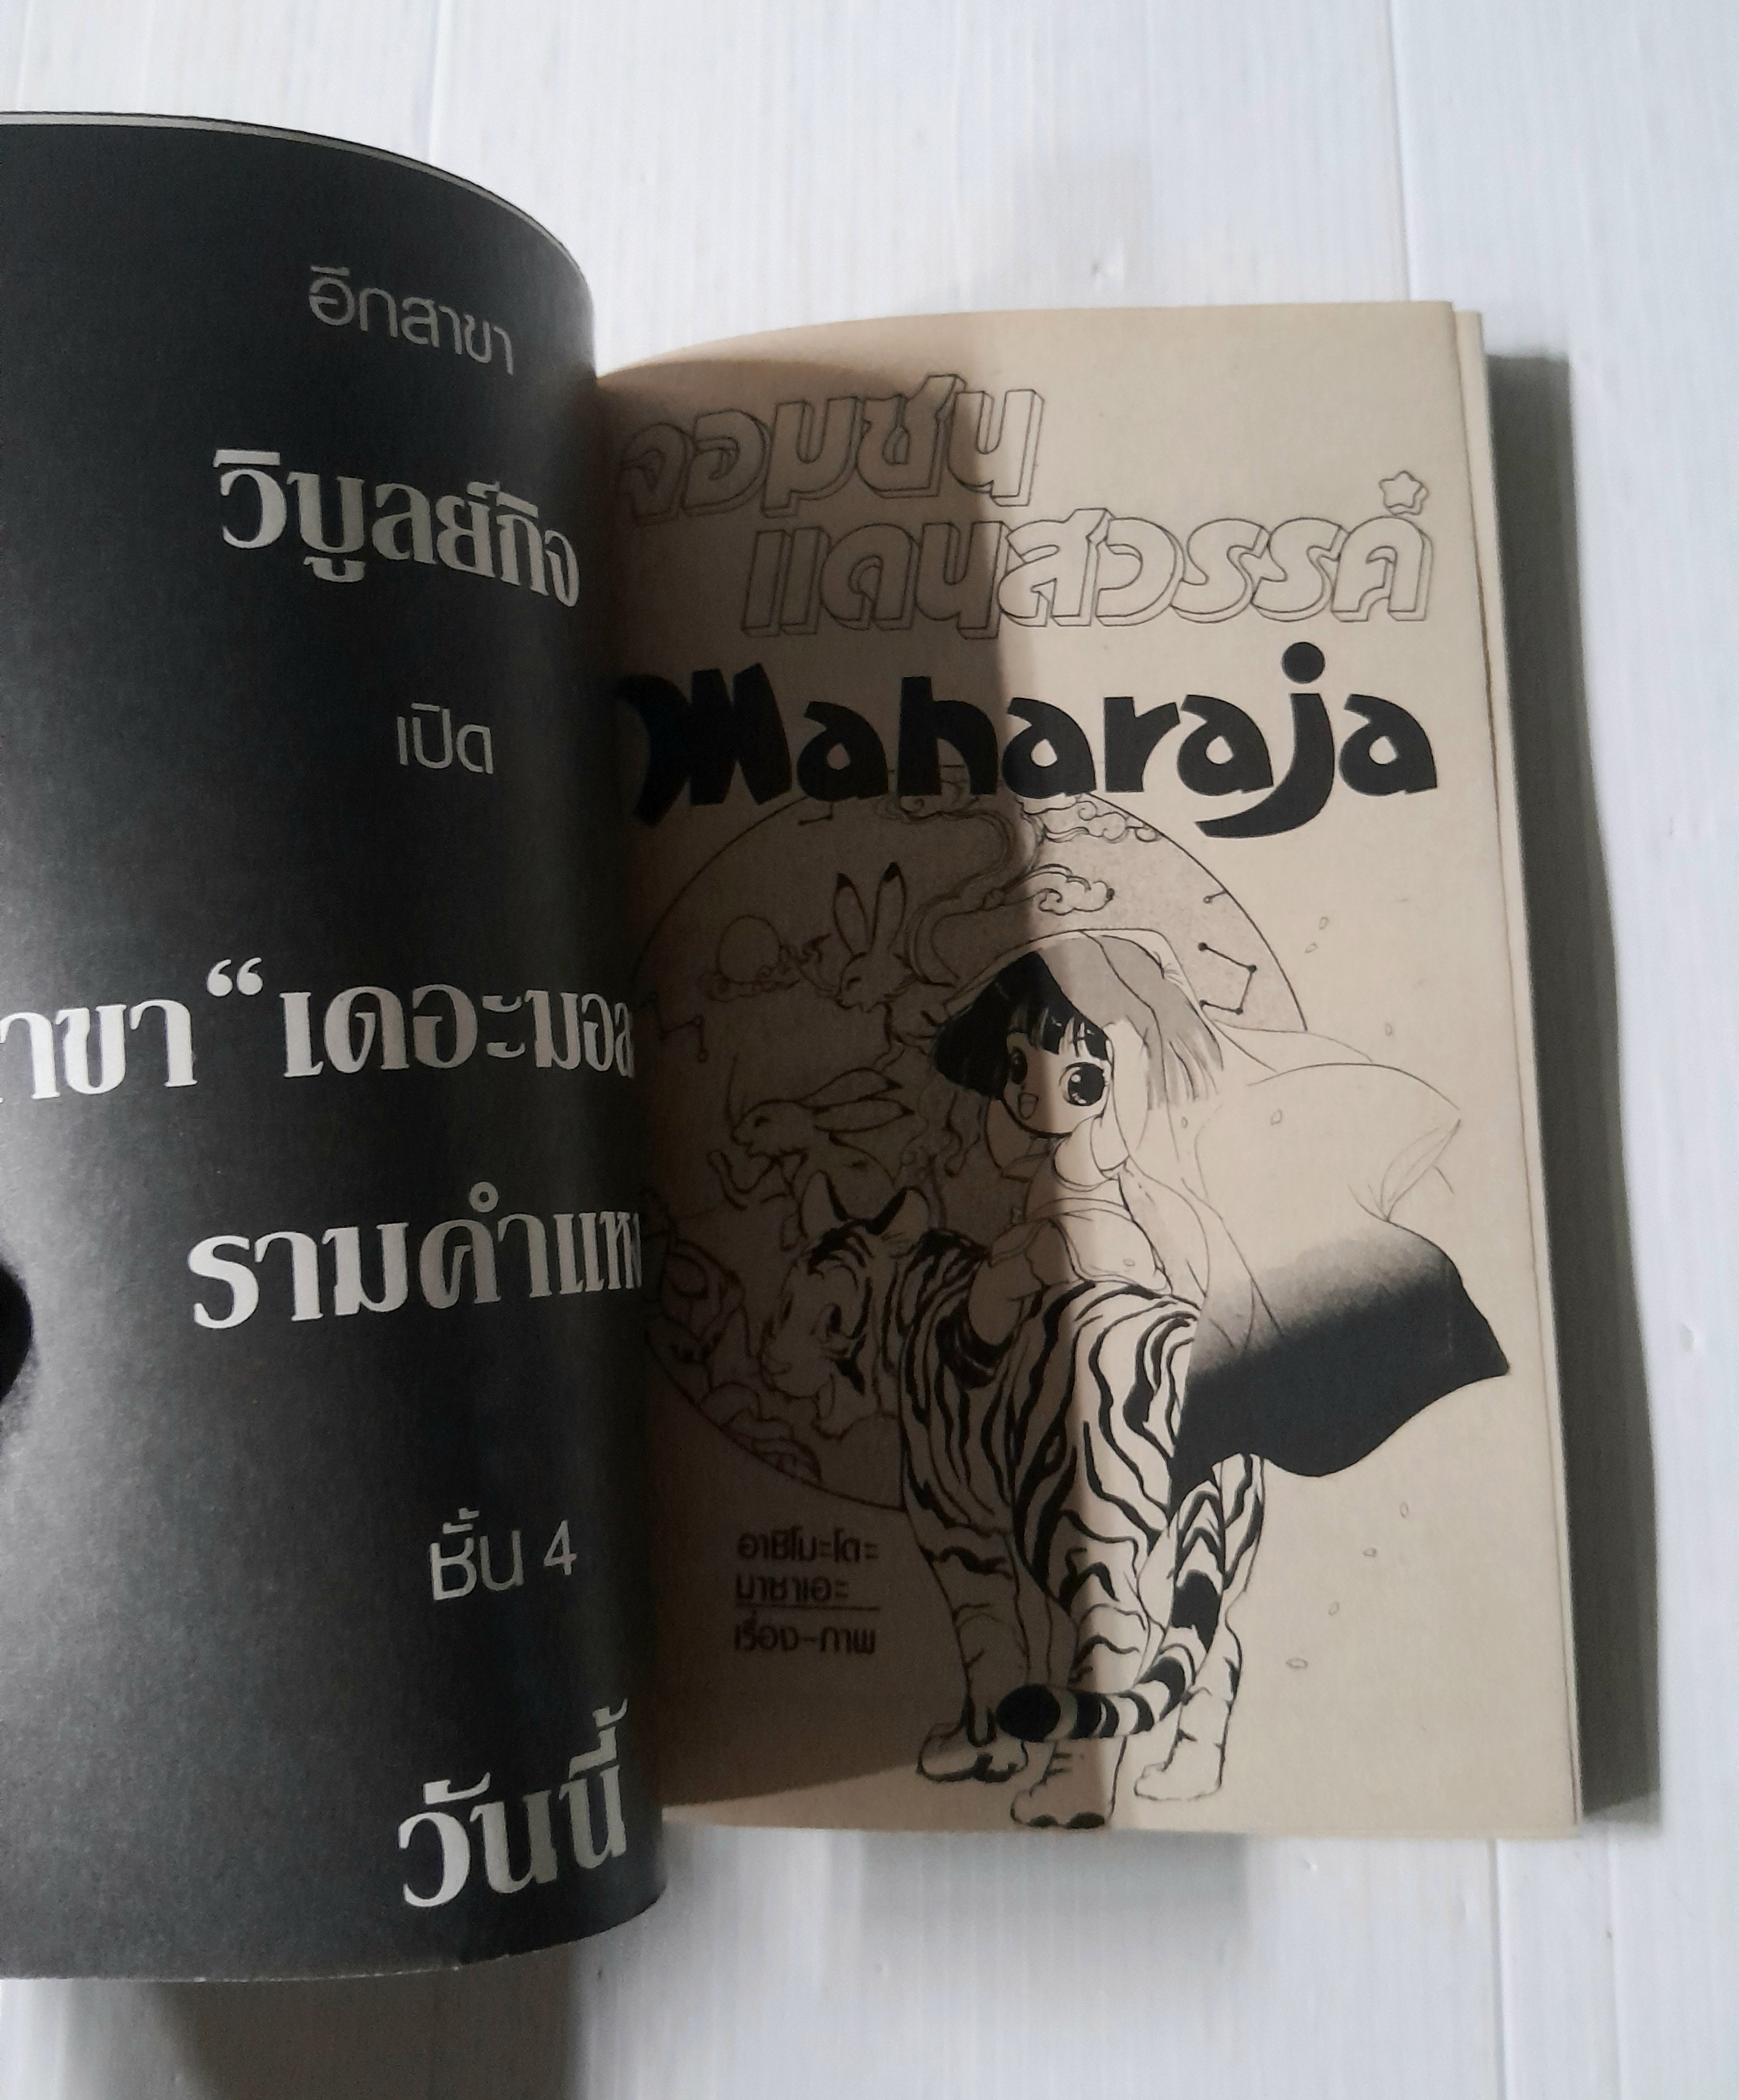 อีกสาขา
วิบูลย์กิจ
เปิด
“เดอะมอล
รามคำแห
ชั้น 4
วันนี้
จอมซน
แดนสวรรค์
Maharaja
อาชิโมะโตะ
มาซาเอะ
เรื่อง-ภาพ